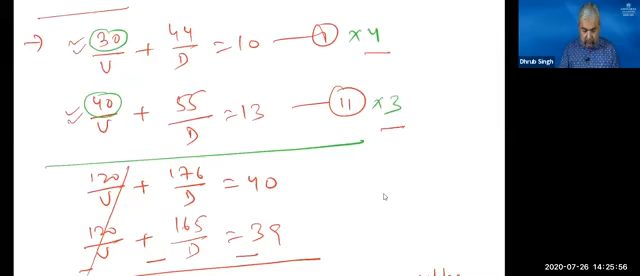 → 30/U + 44/D = 10 — I × 4
40/U + 55/D = 13 — II × 3
120/U + 176/D = 40
120/U + 165/D = 39
- - -
Dhrub Singh
2020-07-26 14:25:56